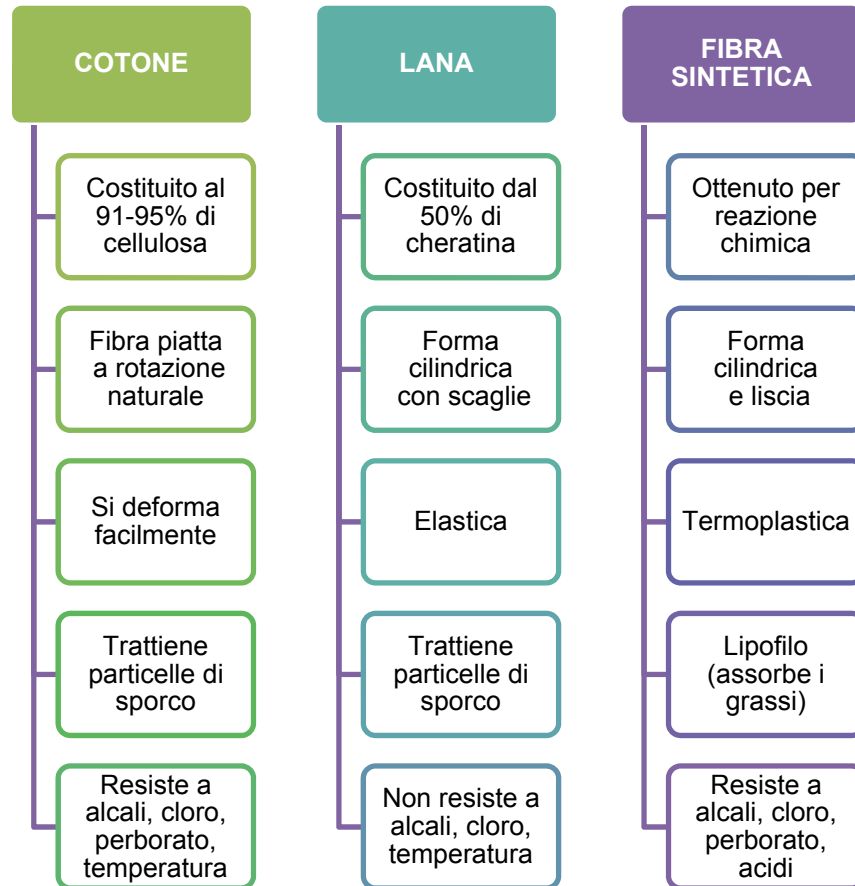 COTONE
Costituito al
91-95% di
cellulosa
Fibra piatta
a rotazione
naturale
Si deforma
facilmente
Trattiene
particelle di
sporco
Resiste a
alcali, cloro,
perborato,
temperatura
LANA
Costituito dal
50% di
cheratina
Forma
cilindrica
con scaglie
Elastica
Trattiene
particelle di
sporco
Non resiste a
alcali, cloro,
temperatura
FIBRA
SINTETICA
Ottenuto per
reazione
chimica
Forma
cilindrica
e liscia
Termoplastica
Lipofilo
(assorbe i
grassi)
Resiste a
alcali, cloro,
perborato,
acidi